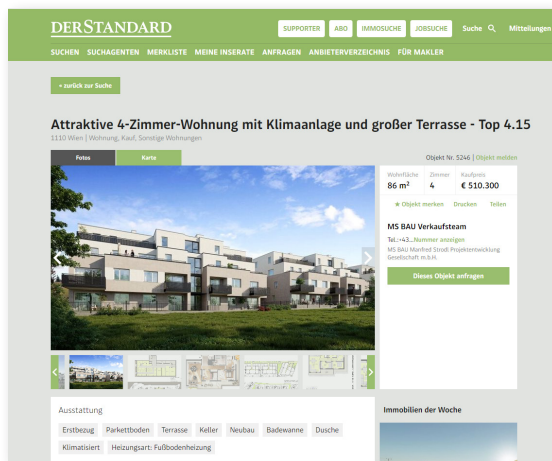 DERSTANDARD
SUPPORTER ABO IMMOSUCHE JOBSUCHE Suche Mitteilungen
SUCHEN SUCHAGENTEN MERKLISTE MEINE INSERATE ANFRAGEN ANBIETERVERZEICHNIS FÜR MAKLER
« zurück zur Suche
Attraktive 4-Zimmer-Wohnung mit Klimaanlage und großer Terrasse - Top 4.15
1110 Wien | Wohnung, Kauf, Sonstige Wohnungen
Fotos Karte
Objekt Nr. 5246 | Objekt melden
Wohnfläche Zimmer Kaufpreis
86 m² 4 € 510.300
★ Objekt merken Drucken Teilen
MS BAU Verkaufsteam
Tel.:+43...Nummer anzeigen
MS BAU Manfred Strodl Projektentwicklung
Gesellschaft m.b.H.
Dieses Objekt anfragen
Ausstattung
Erstbezug Parkettboden Terrasse Keller Neubau Badewanne Dusche
Klimatisiert Heizungsart: Fußbodenheizung
Immobilien der Woche